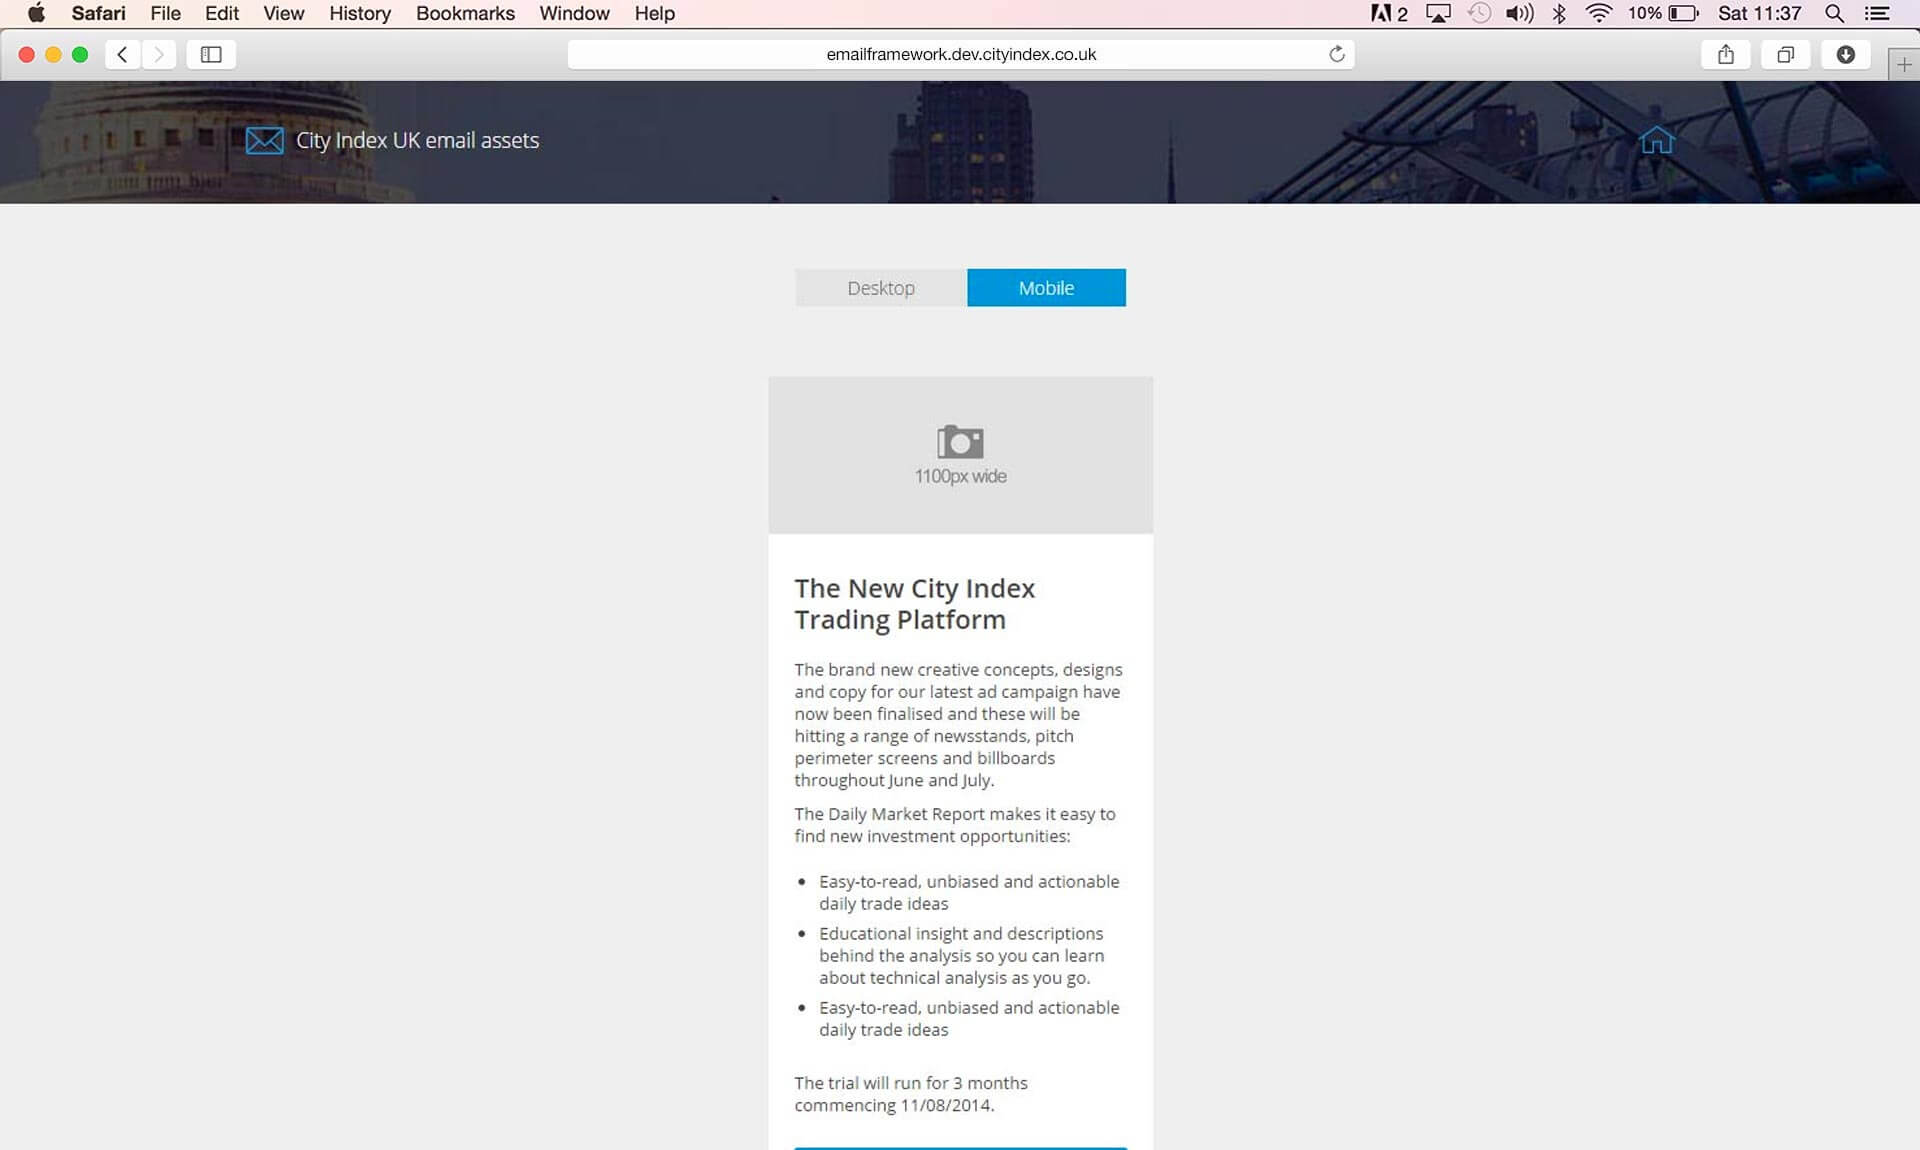 Safari File Edit View History Bookmarks Window Help 2 10% Sat 11:37
emailframework.dev.cityindex.co.uk
City Index UK email assets
Desktop Mobile
1100px wide
The New City Index
Trading Platform
The brand new creative concepts, designs
and copy for our latest ad campaign have
now been finalised and these will be
hitting a range of newsstands, pitch
perimeter screens and billboards
throughout June and July.
The Daily Market Report makes it easy to
find new investment opportunities:
• Easy-to-read, unbiased and actionable
daily trade ideas
• Educational insight and descriptions
behind the analysis so you can learn
about technical analysis as you go.
• Easy-to-read, unbiased and actionable
daily trade ideas
The trial will run for 3 months
commencing 11/08/2014.